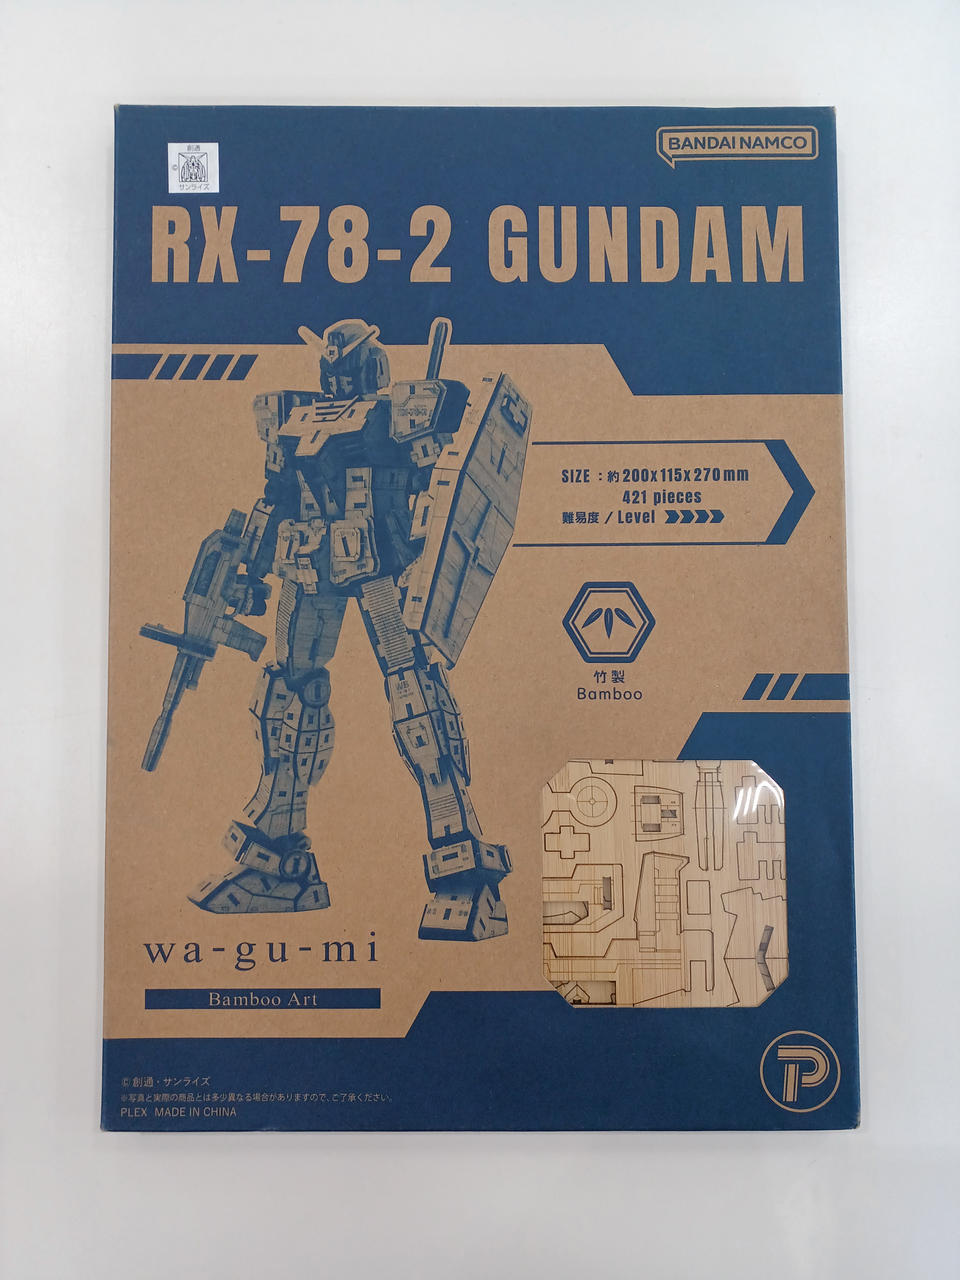 BANDAI NAMCO
創通
©
サンライズ
RX-78-2 GUNDAM
RX-78-2
SIZE : 約200x115x270mm
421 pieces
難易度 / Level
WB
竹製
Bamboo
wa-gu-mi
Bamboo Art
P
©創通・サンライズ
※写真と実際の商品とは多少異なる場合がありますので、ご了承ください。
PLEX MADE IN CHINA